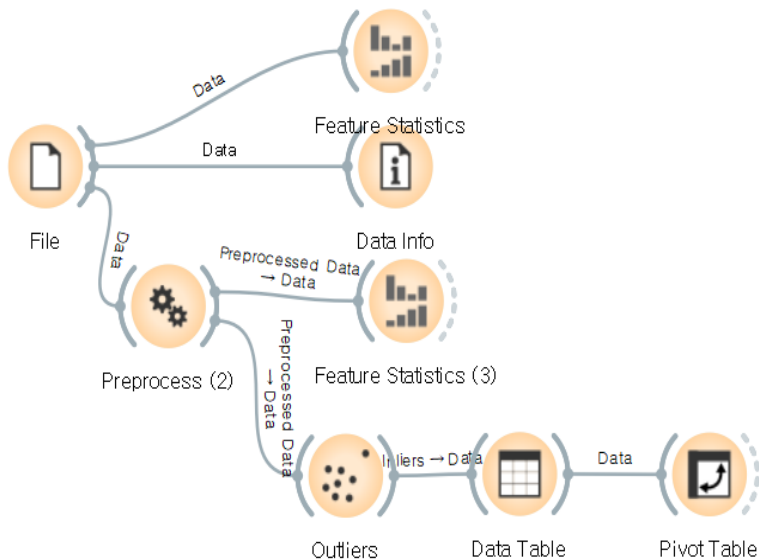 Data
Feature Statistics
Data
File
Data Info
Data
Preprocessed Data
→ Data
Preprocess (2)
Feature Statistics (3)
Preprocessed Data
→ Data
Inliers → Data
Data
Outliers
Data Table
Pivot Table